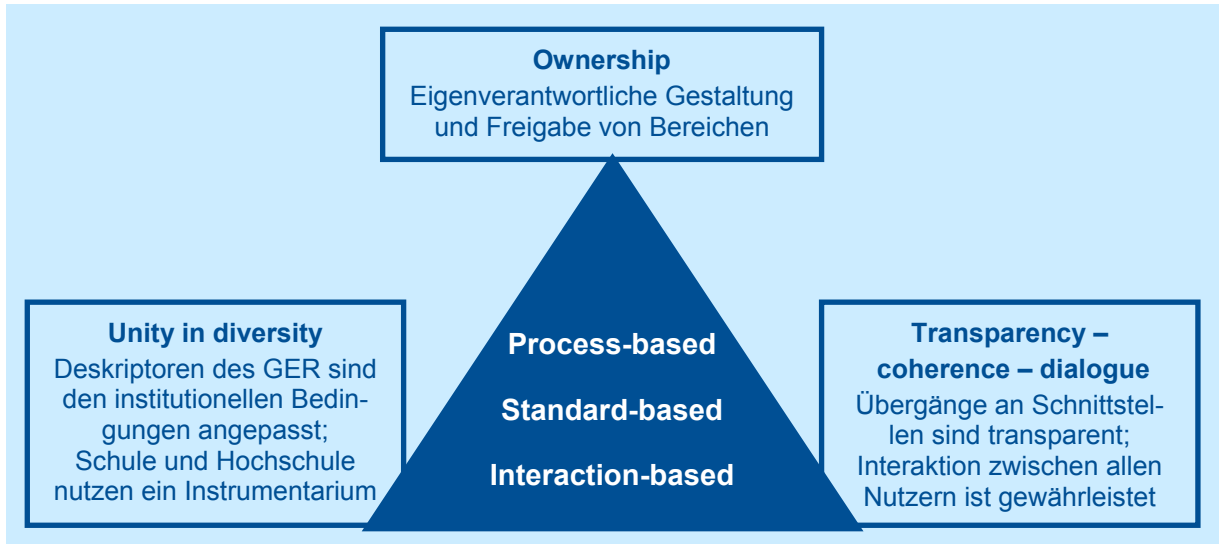 Ownership
Eigenverantwortliche Gestaltung
und Freigabe von Bereichen
Unity in diversity
Deskriptoren des GER sind
den institutionellen Bedin-
gungen angepasst;
Schule und Hochschule
nutzen ein Instrumentarium
Process-based
Standard-based
Interaction-based
Transparency –
coherence – dialogue
Übergänge an Schnittstel-
len sind transparent;
Interaktion zwischen allen
Nutzern ist gewährleistet